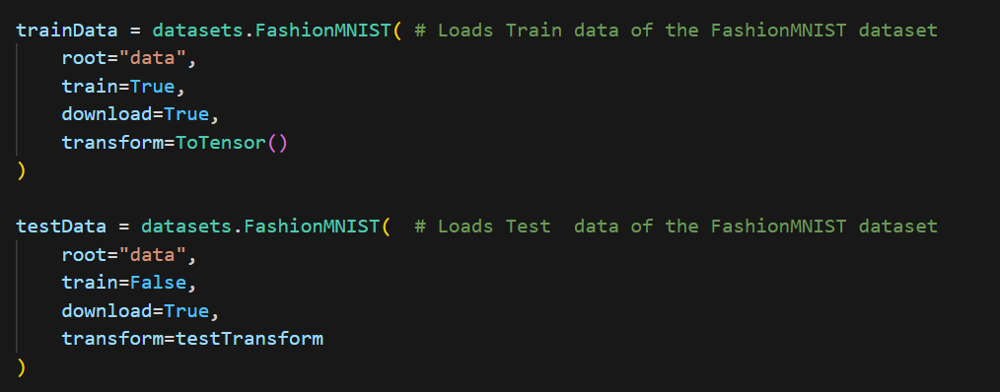 trainData = datasets.FashionMNIST( # Loads Train data of the FashionMNIST dataset
    root="data",
    train=True,
    download=True,
    transform=ToTensor()
)

testData = datasets.FashionMNIST(  # Loads Test  data of the FashionMNIST dataset
    root="data",
    train=False,
    download=True,
    transform=testTransform
)